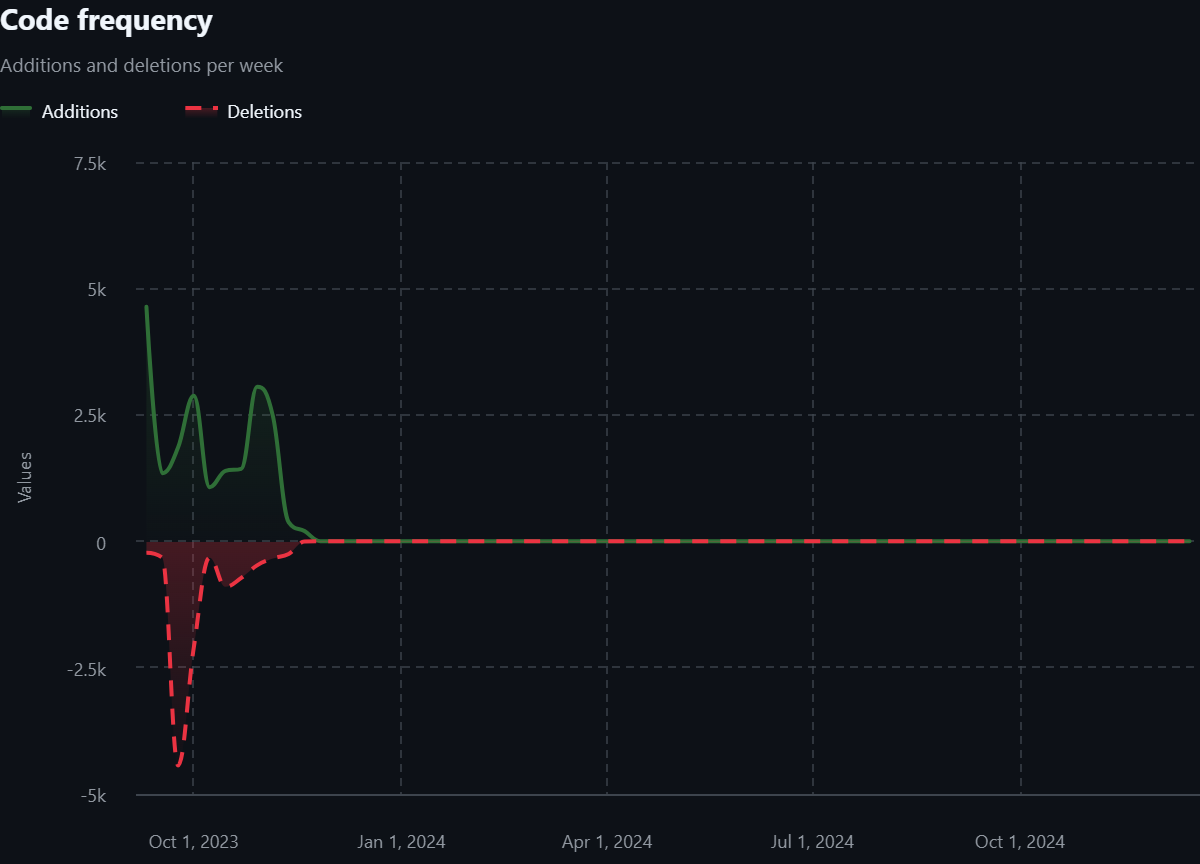 Code frequency
Additions and deletions per week
Additions Deletions
7.5k
5k
2.5k
Values
0
-2.5k
-5k
Oct 1, 2023 Jan 1, 2024 Apr 1, 2024 Jul 1, 2024 Oct 1, 2024